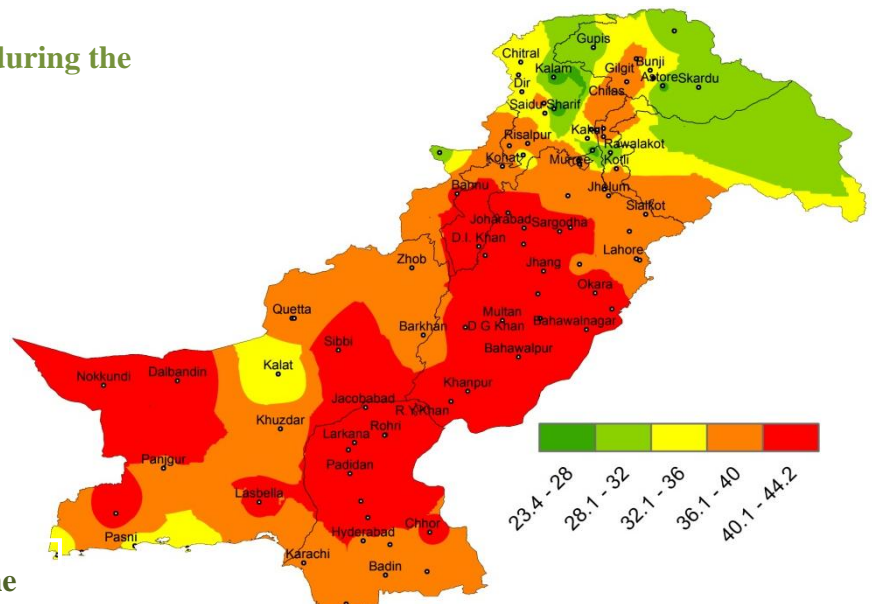 during the
Gupis
Chitral
Bunji
Kalam
Gilgit
Astore
Skardu
Dir
Chilas
Saidu Sharif
Kakul
Risalpur
Rawalakot
Kohat
Murree
Kotli
Bannu
Jhelum
Sialkot
Joharabad
Sargodha
D.I. Khan
Lahore
Zhob
Jhang
Okara
Quetta
Multan
Barkhan
D G Khan
Bahawalnagar
Sibbi
Bahawalpur
Nokkundi
Dalbandin
Kalat
Khanpur
Jacobabad
R Y Khan
Khuzdar
Rohri
Larkana
Panjgur
Padidan
Lasbella
Chhor
Hyderabad
Pasni
Karachi
Badin
23.4 - 28
28.1 - 32
32.1 - 36
36.1 - 40
40.1 - 44.2